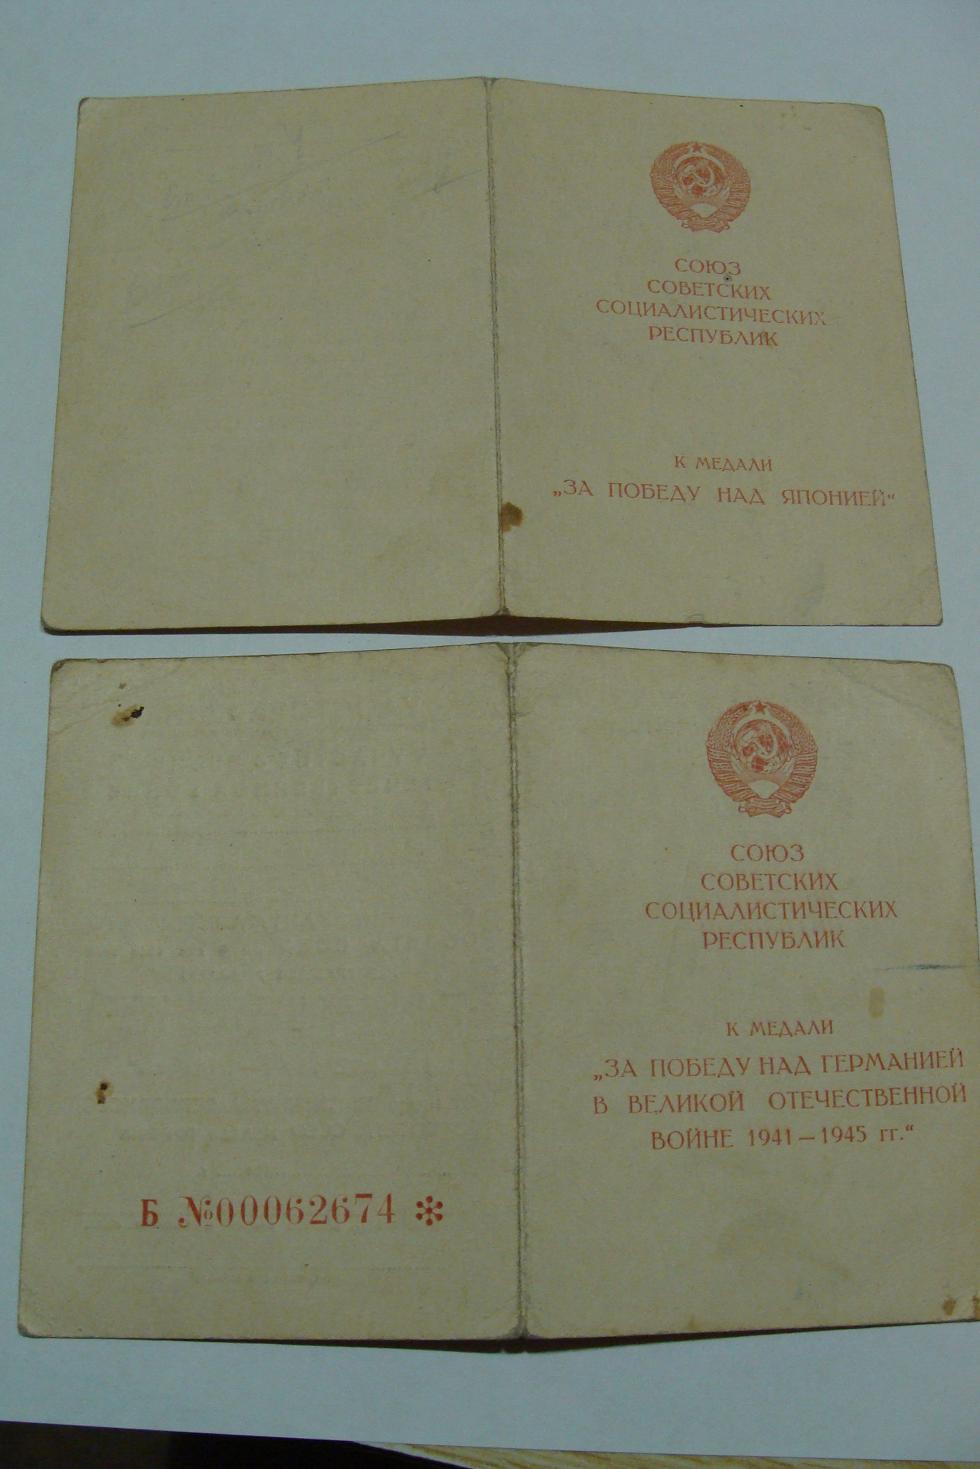 СОЮЗ
СОВЕТСКИХ
СОЦИАЛИСТИЧЕСКИХ
РЕСПУБЛИК
К МЕДАЛИ
„ЗА ПОБЕДУ НАД ЯПОНИЕЙ“
СОЮЗ
СОВЕТСКИХ
СОЦИАЛИСТИЧЕСКИХ
РЕСПУБЛИК
К МЕДАЛИ
„ЗА ПОБЕДУ НАД ГЕРМАНИЕЙ
В ВЕЛИКОЙ ОТЕЧЕСТВЕННОЙ
ВОЙНЕ 1941—1945 гг.“
Б №00062674 *